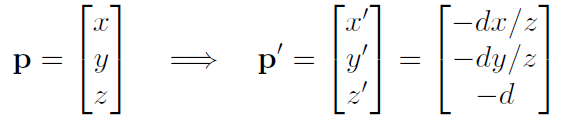 p = [x y z] ⟹ p′ = [x′ y′ z′] = [−dx/z −dy/z −d]